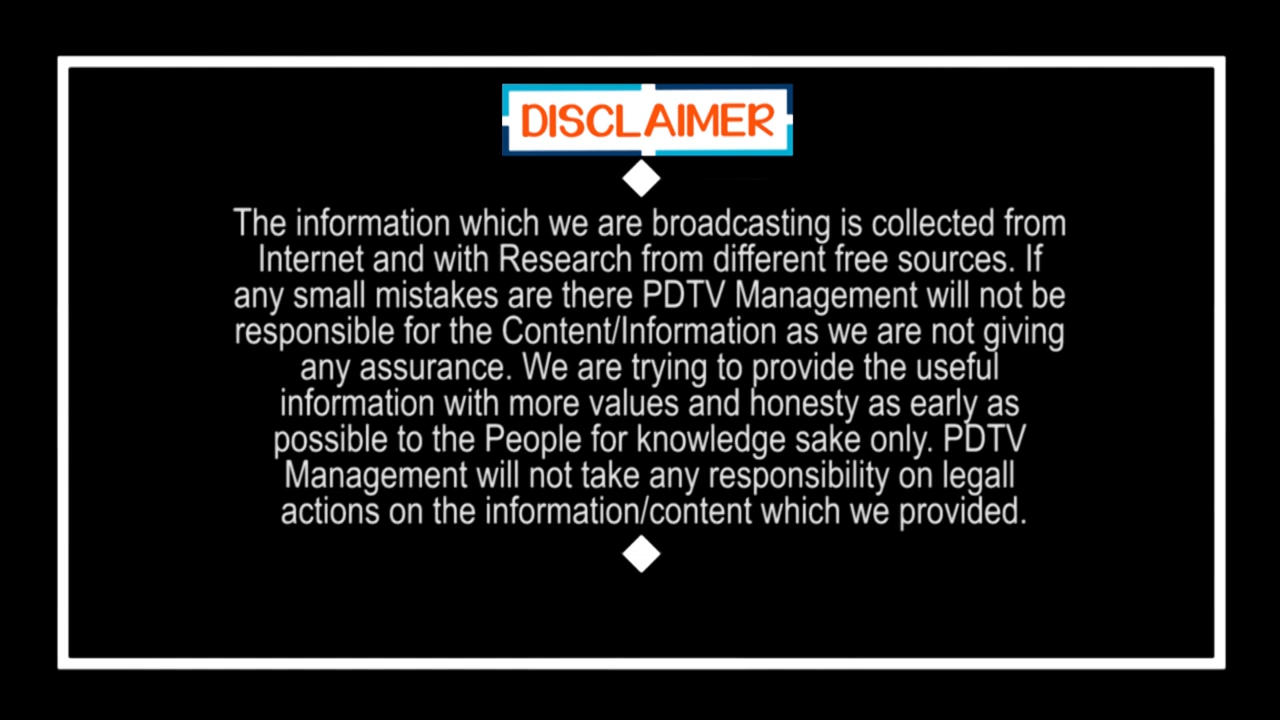 DISCLAIMER
The information which we are broadcasting is collected from
Internet and with Research from different free sources. If
any small mistakes are there PDTV Management will not be
responsible for the Content/Information as we are not giving
any assurance. We are trying to provide the useful
information with more values and honesty as early as
possible to the People for knowledge sake only. PDTV
Management will not take any responsibility on legall
actions on the information/content which we provided.